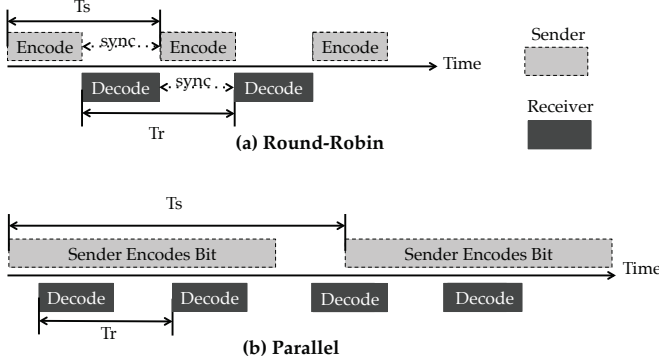 Ts
Encode
sync
Encode
Encode
Time
Decode
sync
Decode
Tr
(a) Round-Robin
Sender
Receiver
Ts
Sender Encodes Bit
Sender Encodes Bit
Time
Decode
Decode
Decode
Decode
Tr
(b) Parallel